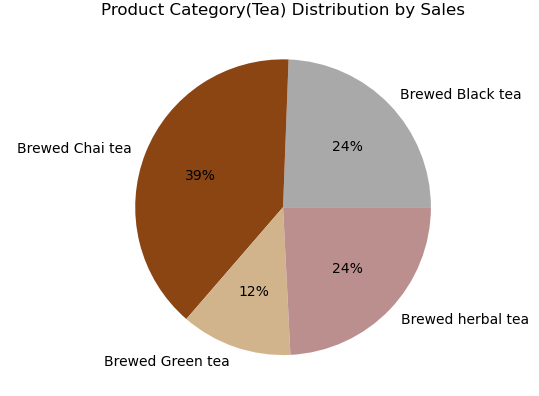 Product Category(Tea) Distribution by Sales
Brewed Black tea
24%
Brewed Chai tea
39%
Brewed Green tea
12%
Brewed herbal tea
24%